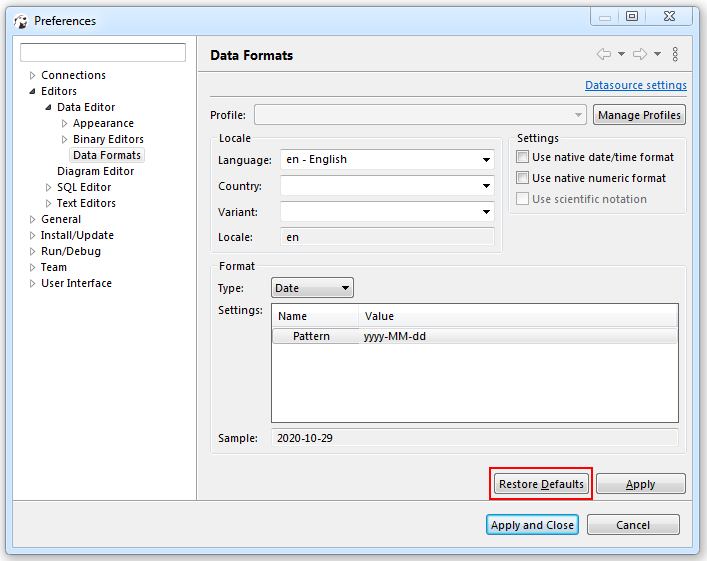 Preferences
Data Formats
Datasource settings
Connections
Editors
Data Editor
Appearance
Binary Editors
Data Formats
Diagram Editor
SQL Editor
Text Editors
General
Install/Update
Run/Debug
Team
User Interface
Profile:
Manage Profiles
Locale
Language: en - English
Country:
Variant:
Locale: en
Settings
Use native date/time format
Use native numeric format
Use scientific notation
Format
Type: Date
Settings:
Name Value
Pattern yyyy-MM-dd
Sample: 2020-10-29
Restore Defaults Apply
Apply and Close Cancel